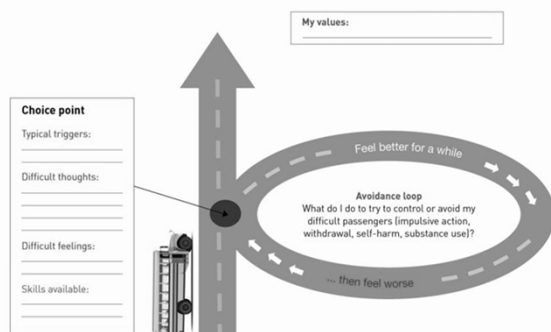 My values:
Choice point
Typical triggers:
Difficult thoughts:
Difficult feelings:
Skills available:
Feel better for a while
Avoidance loop
What do I do to try to control or avoid my
difficult passengers (impulsive action,
withdrawal, self-harm, substance use)?
... then feel worse